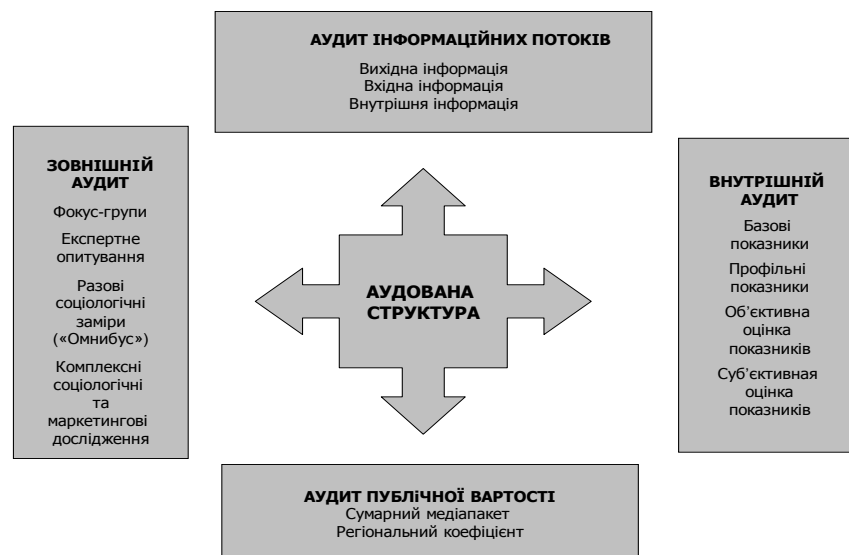 АУДИТ ІНФОРМАЦІЙНИХ ПОТОКІВ
Вихідна інформація
Вхідна інформація
Внутрішня інформація
ЗОВНІШНІЙ
АУДИТ
Фокус-групи
Експертне
опитування
Разові
соціологічні
заміри
(«Омнибус»)
Комплексні
соціологічні
та
маркетингові
дослідження
АУДОВАНА
СТРУКТУРА
ВНУТРІШНІЙ
АУДИТ
Базові
показники
Профільні
показники
Об'єктивна
оцінка
показників
Суб'єктивная
оцінка
показників
АУДИТ ПУБЛіЧНОЇ ВАРТОСТІ
Сумарний медіапакет
Регіональний коефіцієнт